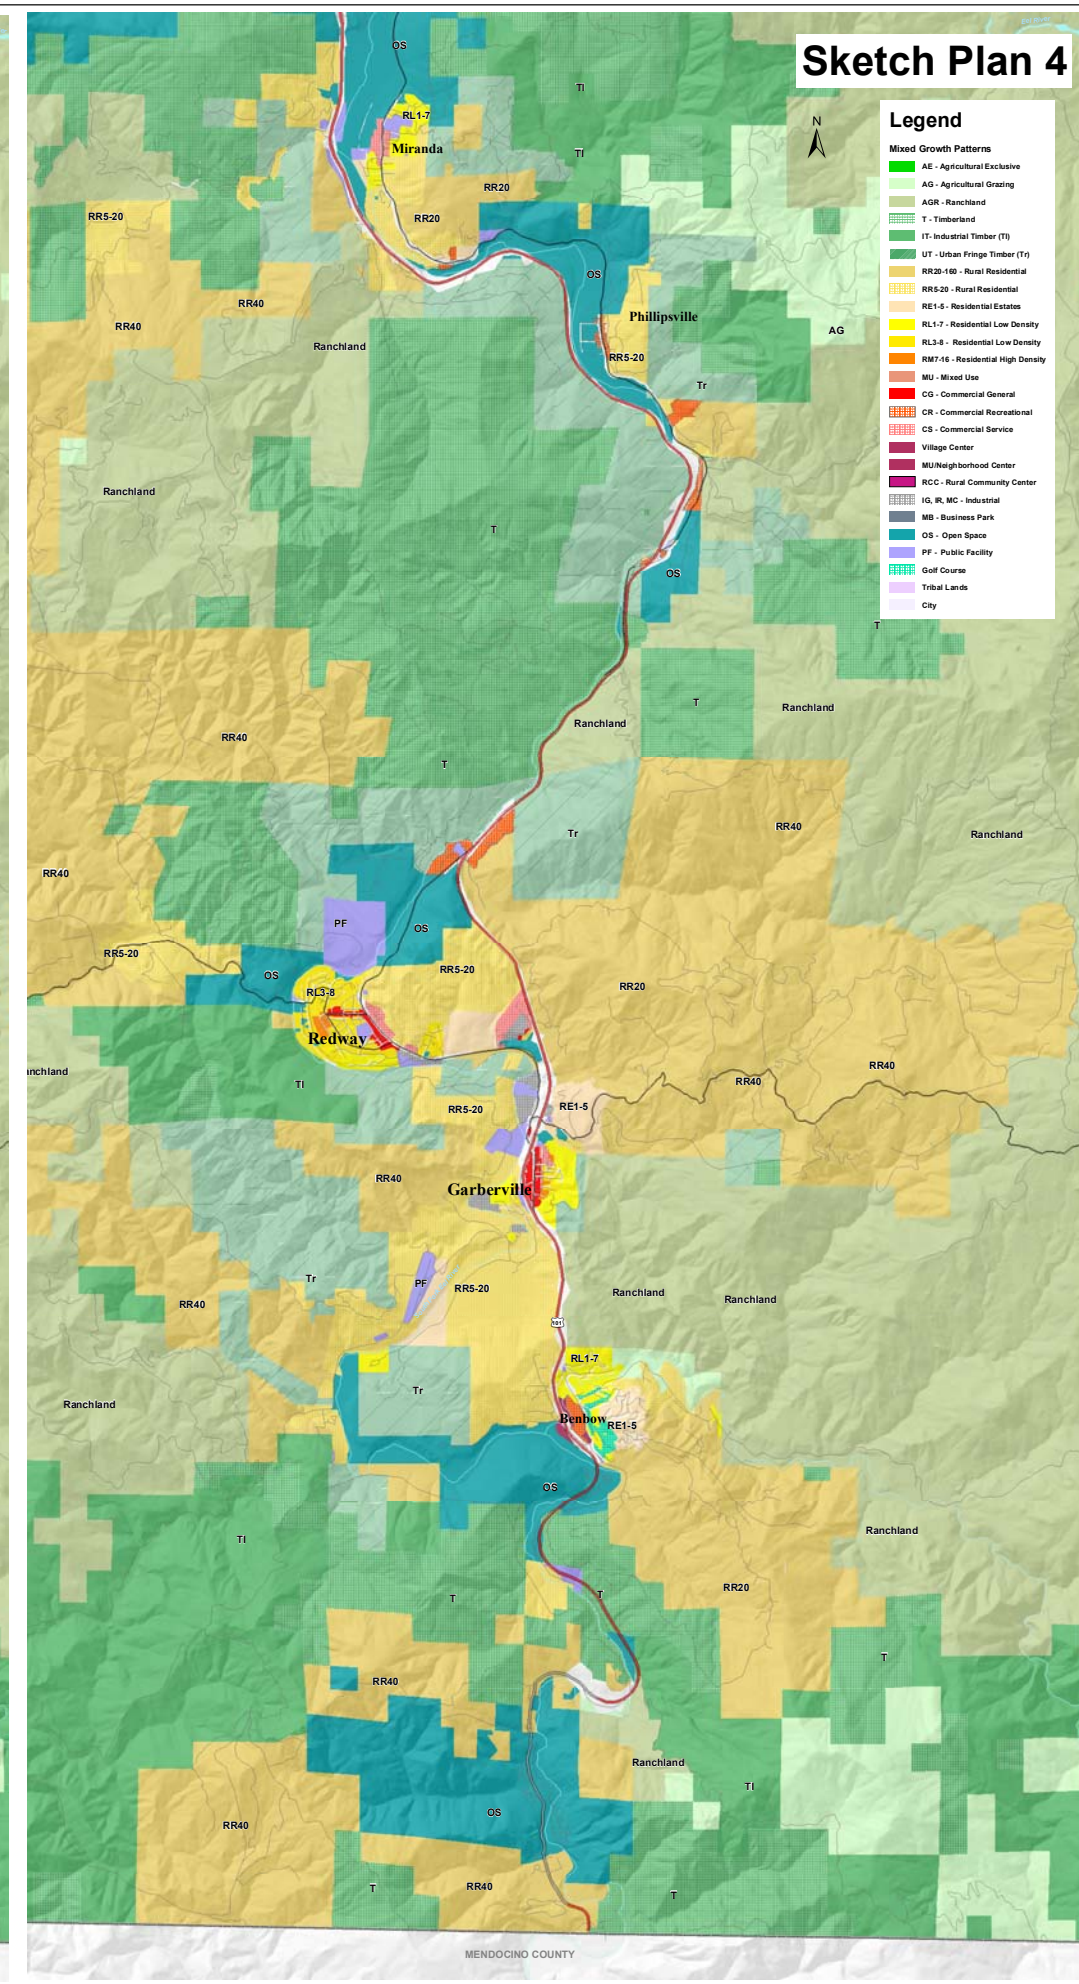 Sketch Plan 4
N
Legend
Mixed Growth Patterns
AE - Agricultural Exclusive
AG - Agricultural Grazing
AGR - Ranchland
T - Timberland
IT- Industrial Timber (TI)
UT - Urban Fringe Timber (Tr)
RR20-160 - Rural Residential
RR5-20 - Rural Residential
RE1-5 - Residential Estates
RL1-7 - Residential Low Density
RL3-8 - Residential Low Density
RM7-16 - Residential High Density
MU - Mixed Use
CG - Commercial General
CR - Commercial Recreational
CS - Commercial Service
Village Center
MU/Neighborhood Center
RCC - Rural Community Center
IG, IR, MC - Industrial
MB - Business Park
OS - Open Space
PF - Public Facility
Golf Course
Tribal Lands
City
OS
TI
RL1-7
Miranda
TI
RR20
RR5-20
RR20
OS
RR40
Phillipsville
RR40
AG
Ranchland
RR5-20
Tr
Ranchland
T
OS
T
T
Ranchland
Ranchland
RR40
T
RR40
Tr
Ranchland
RR40
PF
OS
RR5-20
RR5-20
OS
RR20
RL3-8
Redway
RR40
anchland
RR40
TI
RE1-5
RR5-20
RR40
Garberville
Tr
PF
RR5-20
Ranchland
Ranchland
RR40
101
RL1-7
Tr
Ranchland
Benbow
RE1-5
OS
Ranchland
TI
RR20
T
T
T
RR40
Ranchland
TI
OS
RR40
RR40
T
T
MENDOCINO COUNTY